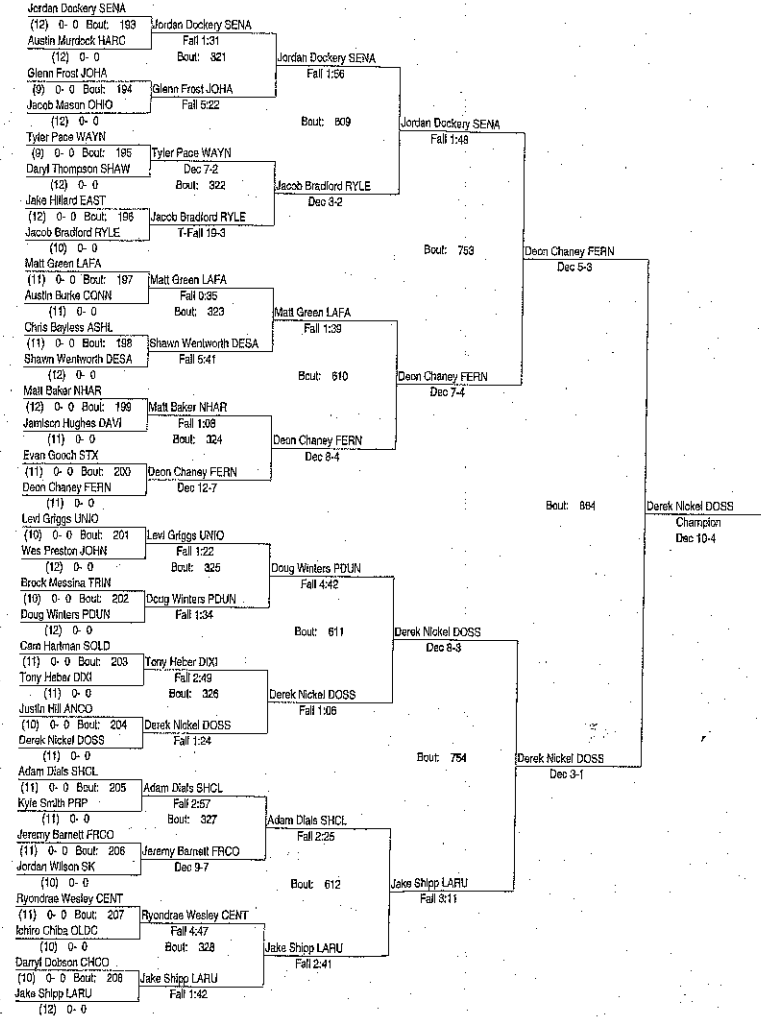 Jordan Dockery SENA
(12) 0- 0 Bout: 193
Austin Murdock HARC
(12) 0- 0
Glenn Frost JOHA
(9) 0- 0 Bout: 194
Jacob Mason OHIO
(12) 0- 0
Tyler Pace WAYN
(9) 0- 0 Bout: 195
Daryl Thompson SHAW
(12) 0- 0
Jake Hillard EAST
(12) 0- 0 Bout: 196
Jacob Bradford RYLE
(10) 0- 0
Matt Green LAFA
(11) 0- 0 Bout: 197
Austin Burke CONN
(11) 0- 0
Chris Bayless ASHL
(11) 0- 0 Bout: 198
Shawn Wentworth DESA
(12) 0- 0
Matt Baker NHAR
(12) 0- 0 Bout: 199
Jamison Hughes DAVI
(11) 0- 0
Evan Gooch STX
(11) 0- 0 Bout: 200
Deon Chaney FERN
(11) 0- 0
Levi Griggs UNIO
(10) 0- 0 Bout: 201
Wes Preston JOHN
(12) 0- 0
Brock Messina TRIN
(10) 0- 0 Bout: 202
Doug Winters PDUN
(12) 0- 0
Cam Hartman SOLD
(11) 0- 0 Bout: 203
Tony Heber DIXI
(11) 0- 0
Justin Hill ANCO
(10) 0- 0 Bout: 204
Derek Nickel DOSS
(11) 0- 0
Adam Dials SHCL
(11) 0- 0 Bout: 205
Kyle Smith PRP
(11) 0- 0
Jeremy Barnett FRCO
(11) 0- 0 Bout: 206
Jordan Wilson SK
(10) 0- 0
Ryondrae Wesley CENT
(11) 0- 0 Bout: 207
Ichiro Chiba OLDC
(10) 0- 0
Darryl Dobson CHCO
(10) 0- 0 Bout: 208
Jake Shipp LARU
(12) 0- 0
Jordan Dockery SENA
Fall 1:31
Bout: 321
Glenn Frost JOHA
Fall 5:22
Tyler Pace WAYN
Dec 7-2
Bout: 322
Jacob Bradford RYLE
T-Fall 19-3
Matt Green LAFA
Fall 0:35
Bout: 323
Shawn Wentworth DESA
Fall 5:41
Matt Baker NHAR
Fall 1:08
Bout: 324
Deon Chaney FERN
Dec 12-7
Levi Griggs UNIO
Fall 1:22
Bout: 325
Doug Winters PDUN
Fall 1:34
Tony Heber DIXI
Fall 2:49
Bout: 326
Derek Nickel DOSS
Fall 1:24
Adam Dials SHCL
Fall 2:57
Bout: 327
Jeremy Barnett FRCO
Dec 9-7
Ryondrae Wesley CENT
Fall 4:47
Bout: 328
Jake Shipp LARU
Fall 1:42
Jordan Dockery SENA
Fall 1:56
Bout: 609
Jacob Bradford RYLE
Dec 3-2
Matt Green LAFA
Fall 1:39
Bout: 610
Deon Chaney FERN
Dec 8-4
Doug Winters PDUN
Fall 4:42
Bout: 611
Derek Nickel DOSS
Fall 1:06
Adam Dials SHCL
Fall 2:25
Bout: 612
Jake Shipp LARU
Fall 2:41
Jordan Dockery SENA
Fall 1:48
Bout: 753
Deon Chaney FERN
Dec 7-4
Derek Nickel DOSS
Dec 8-3
Bout: 754
Jake Shipp LARU
Fall 3:11
Deon Chaney FERN
Dec 5-3
Bout: 864
Derek Nickel DOSS
Dec 3-1
Derek Nickel DOSS
Champion
Dec 10-4